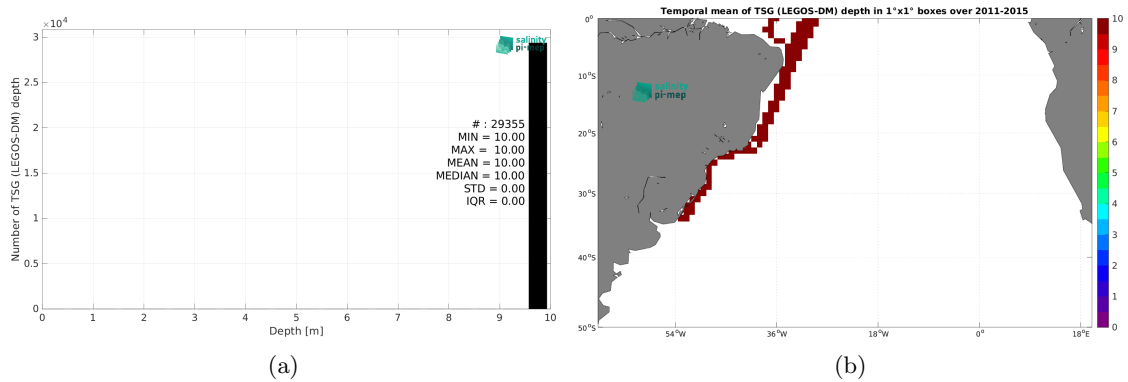 ×10⁴
3
2.5
2
1.5
1
0.5
0
Number of TSG (LEGOS-DM) depth
salinity
pi-mep
# : 29355
MIN = 10.00
MAX = 10.00
MEAN = 10.00
MEDIAN = 10.00
STD = 0.00
IQR = 0.00
0 1 2 3 4 5 6 7 8 9 10
Depth [m]
(a)
Temporal mean of TSG (LEGOS-DM) depth in 1°x1° boxes over 2011-2015
0°
10°S
20°S
30°S
40°S
50°S
salinity
pi-mep
54°W 36°W 18°W 0° 18°E
10
9
8
7
6
5
4
3
2
1
0
(b)